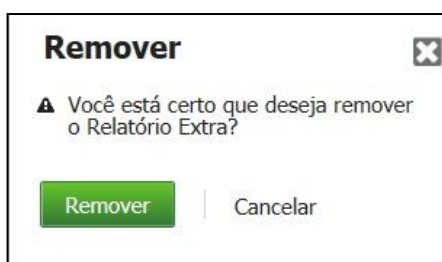 Remover
Você está certo que deseja remover
o Relatório Extra?
Remover
Cancelar